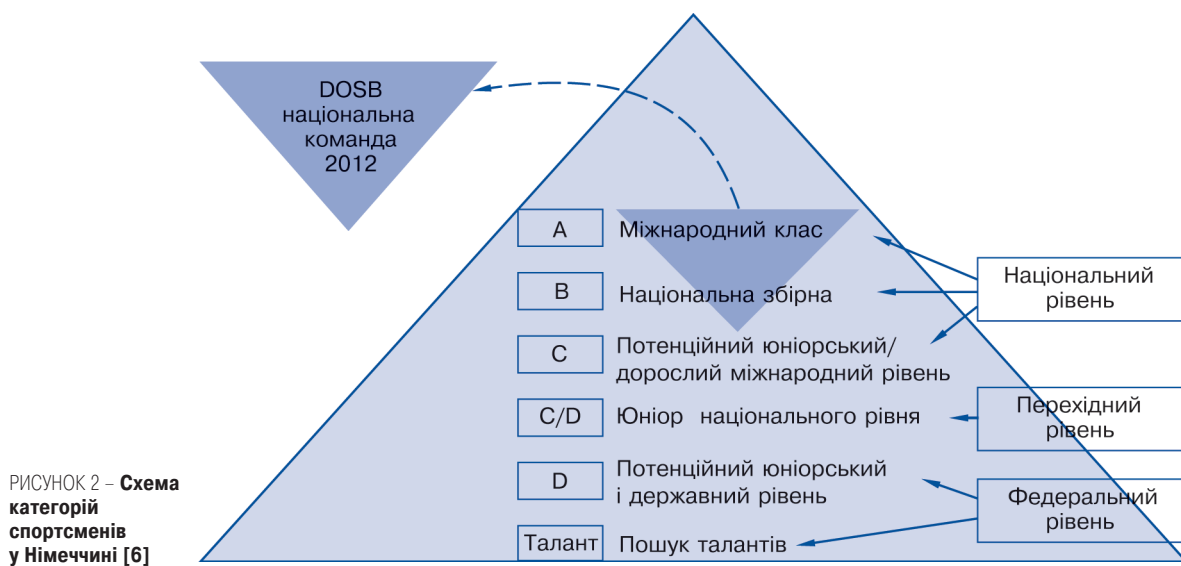 DOSB
національна
команда
2012
A
Міжнародний клас
B
Національна збірна
C
Потенційний юніорський/
дорослий міжнародний рівень
C/D
Юніор національного рівня
D
Потенційний юніорський
і державний рівень
Талант
Пошук талантів
Національний
рівень
Перехідний
рівень
Федеральний
рівень
РИСУНОК 2 – Схема
категорій
спортсменів
у Німеччині [6]